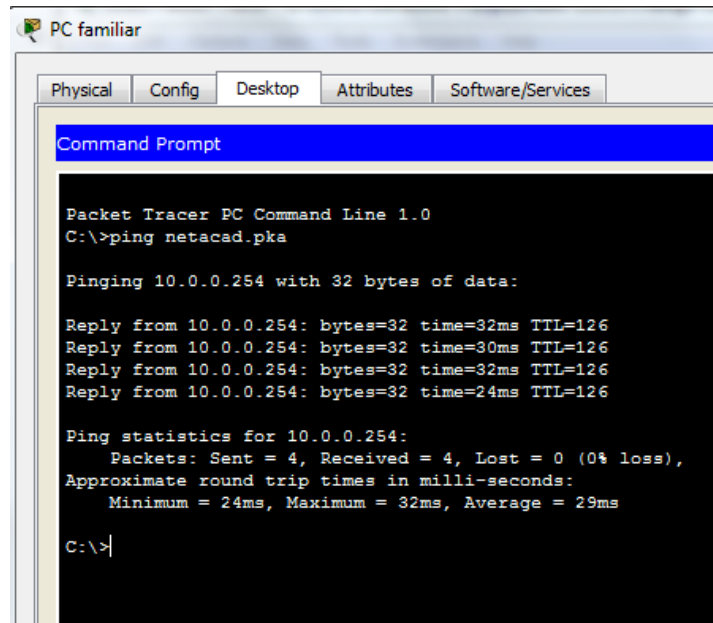 PC familiar
Physical Config Desktop Attributes Software/Services
Command Prompt
Packet Tracer PC Command Line 1.0
C:\>ping netacad.pka
Pinging 10.0.0.254 with 32 bytes of data:
Reply from 10.0.0.254: bytes=32 time=32ms TTL=126
Reply from 10.0.0.254: bytes=32 time=30ms TTL=126
Reply from 10.0.0.254: bytes=32 time=32ms TTL=126
Reply from 10.0.0.254: bytes=32 time=24ms TTL=126
Ping statistics for 10.0.0.254:
Packets: Sent = 4, Received = 4, Lost = 0 (0% loss),
Approximate round trip times in milli-seconds:
Minimum = 24ms, Maximum = 32ms, Average = 29ms
C:\>